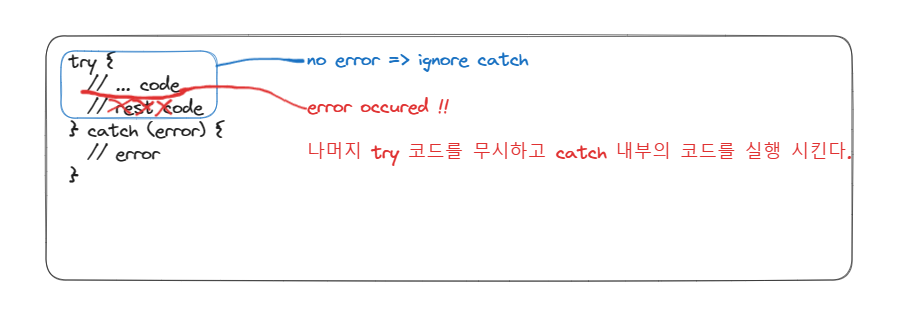 try {
// ... code
// rest code
} catch (error) {
// error
}
no error => ignore catch
error occured !!
나머지 try 코드를 무시하고 catch 내부의 코드를 실행 시킨다.